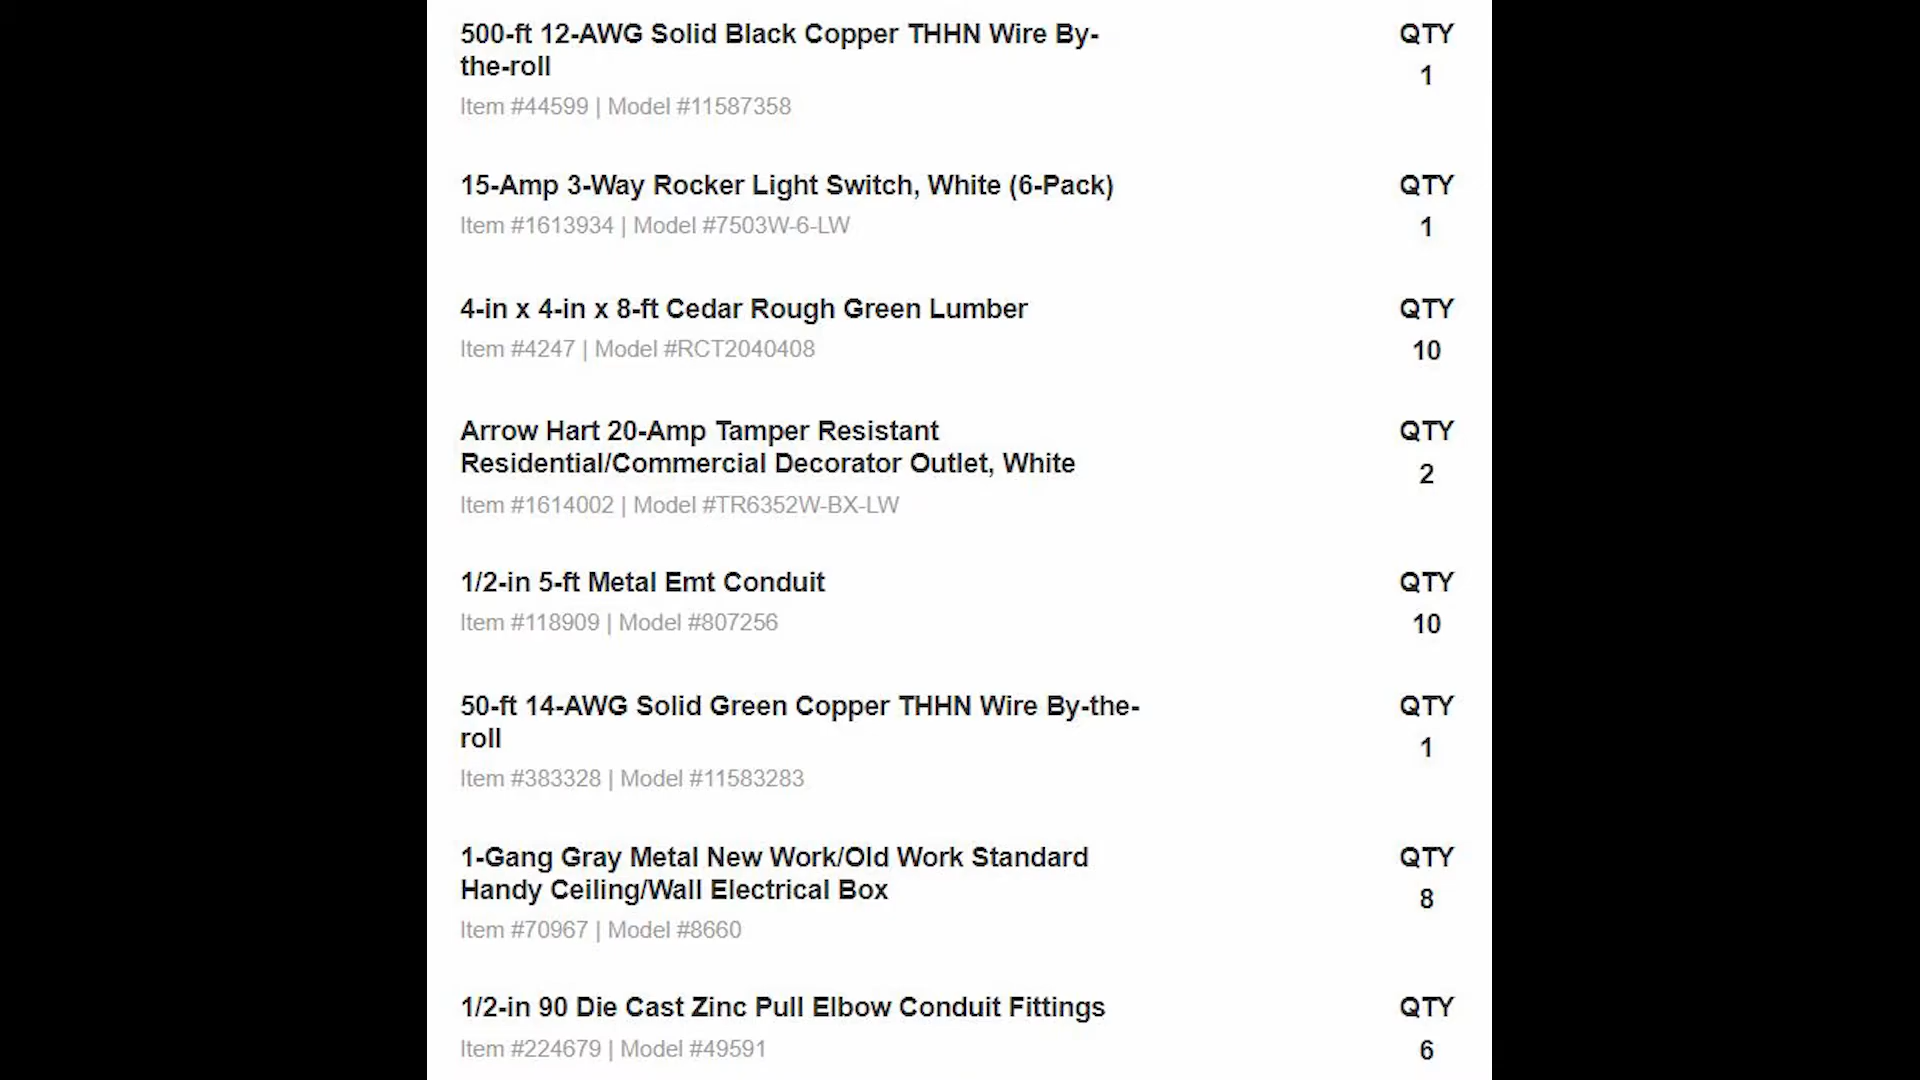 500-ft 12-AWG Solid Black Copper THHN Wire By-
the-roll
QTY
1
Item #44599 | Model #11587358
15-Amp 3-Way Rocker Light Switch, White (6-Pack)
QTY
1
Item #1613934 | Model #7503W-6-LW
4-in x 4-in x 8-ft Cedar Rough Green Lumber
QTY
10
Item #4247 | Model #RCT2040408
Arrow Hart 20-Amp Tamper Resistant
Residential/Commercial Decorator Outlet, White
QTY
2
Item #1614002 | Model #TR6352W-BX-LW
1/2-in 5-ft Metal Emt Conduit
QTY
10
Item #118909 | Model #807256
50-ft 14-AWG Solid Green Copper THHN Wire By-the-
roll
QTY
1
Item #383328 | Model #11583283
1-Gang Gray Metal New Work/Old Work Standard
Handy Ceiling/Wall Electrical Box
QTY
8
Item #70967 | Model #8660
1/2-in 90 Die Cast Zinc Pull Elbow Conduit Fittings
QTY
6
Item #224679 | Model #49591